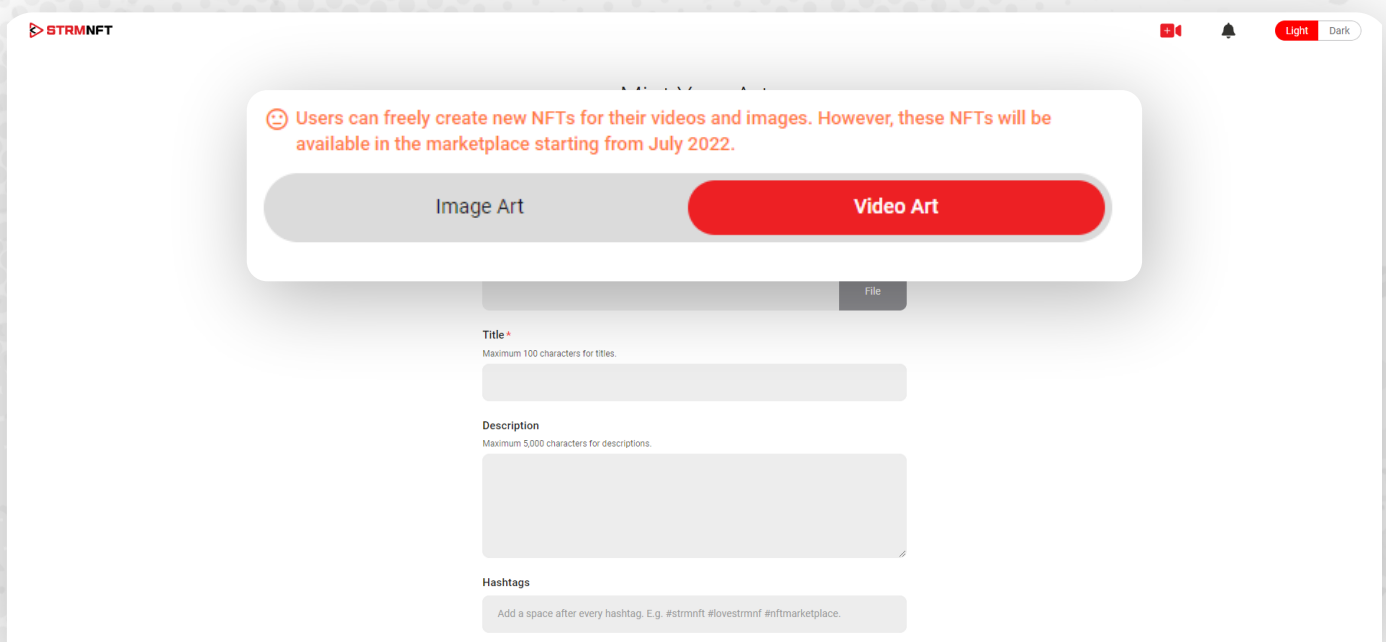 STRMNFT
Light
Dark
Users can freely create new NFTs for their videos and images. However, these NFTs will be
available in the marketplace starting from July 2022.
Image Art
Video Art
File
Title *
Maximum 100 characters for titles.
Description
Maximum 5,000 characters for descriptions.
Hashtags
Add a space after every hashtag. E.g. #strmnft #lovestrmnf #nftmarketplace.